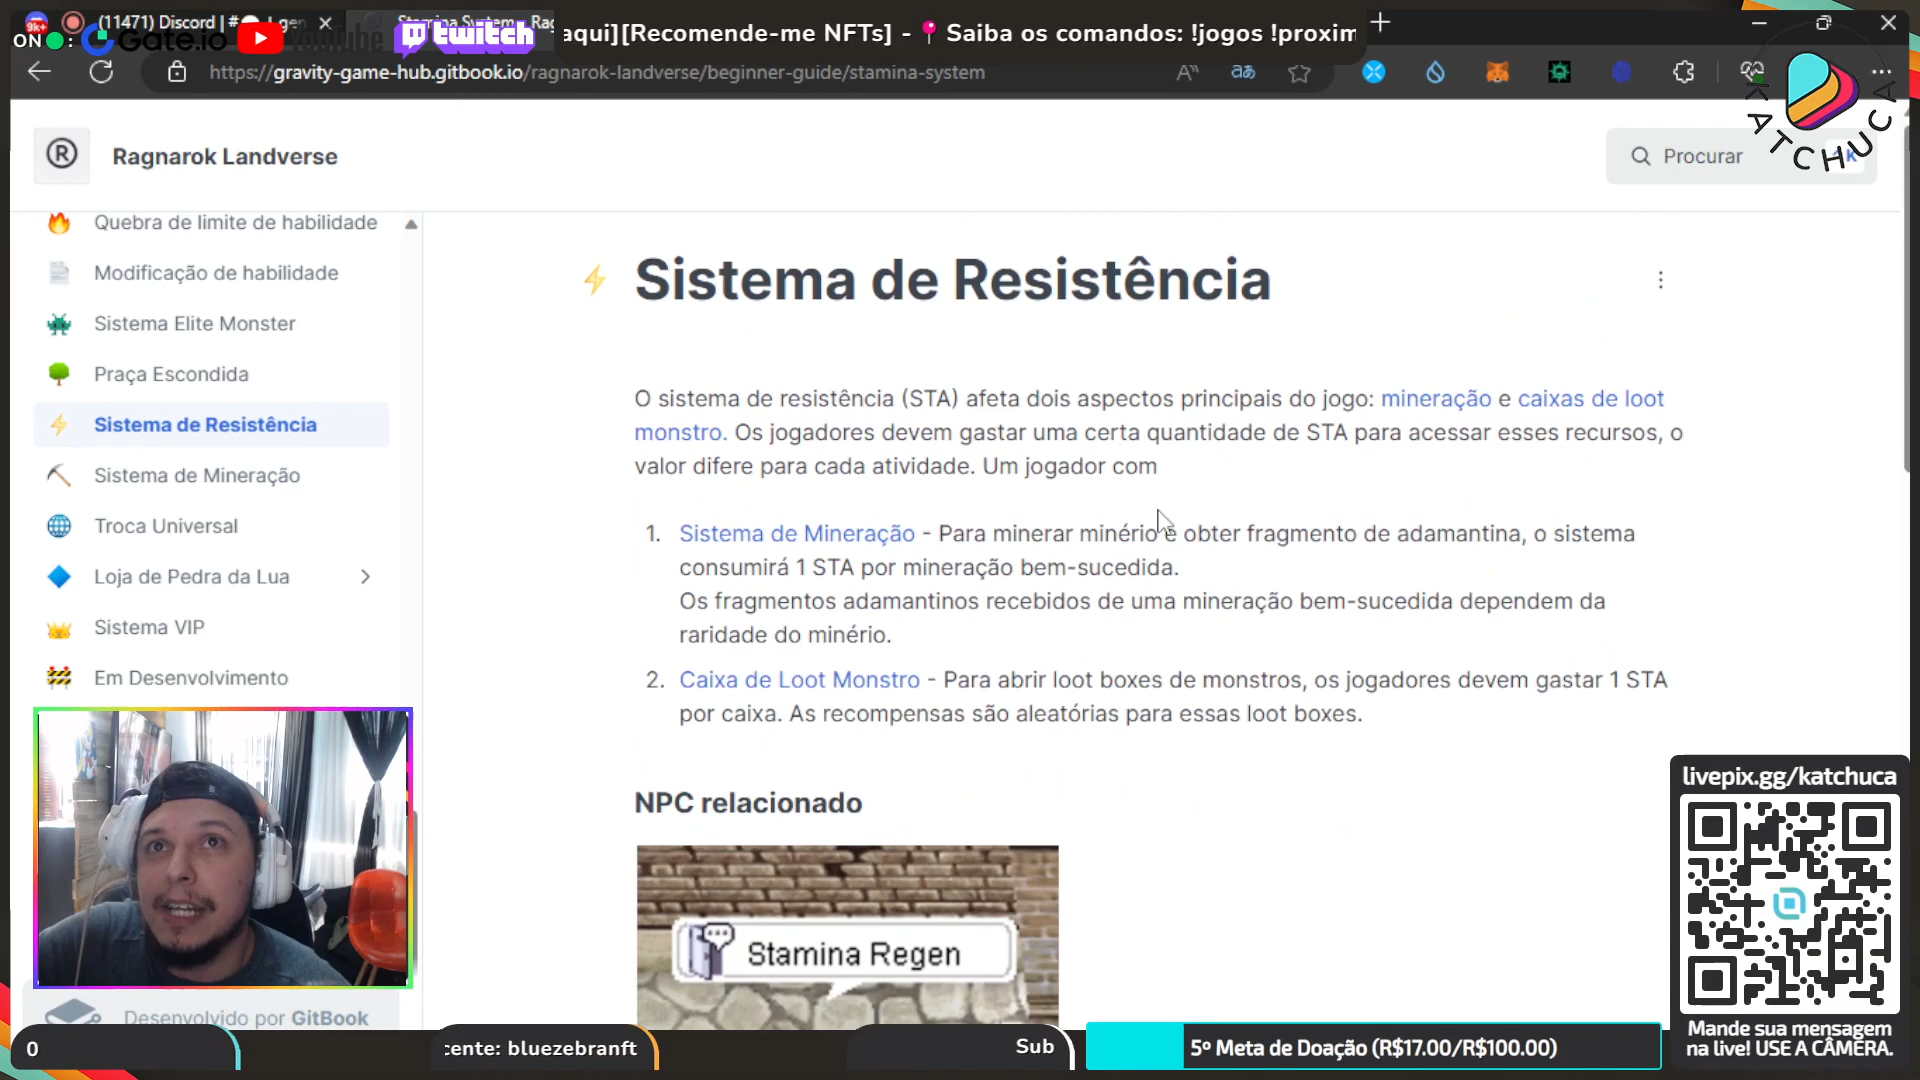 (11471) Discord | #
Stamina System - Rag
ON
Gate.io
YouTube
twitch
aqui][Recomende-me NFTs] - 📍 Saiba os comandos: !jogos !proxim
https://gravity-game-hub.gitbook.io/ragnarok-landverse/beginner-guide/stamina-system
KATCHUCA
Ragnarok Landverse
Procurar
Quebra de limite de habilidade
Modificação de habilidade
Sistema Elite Monster
Praça Escondida
Sistema de Resistência
Sistema de Mineração
Troca Universal
Loja de Pedra da Lua
Sistema VIP
Em Desenvolvimento
Desenvolvido por GitBook
Sistema de Resistência
O sistema de resistência (STA) afeta dois aspectos principais do jogo: mineração e caixas de loot
monstro. Os jogadores devem gastar uma certa quantidade de STA para acessar esses recursos, o
valor difere para cada atividade. Um jogador com
1. Sistema de Mineração - Para minerar minério e obter fragmento de adamantina, o sistema
consumirá 1 STA por mineração bem-sucedida.
Os fragmentos adamantinos recebidos de uma mineração bem-sucedida dependem da
raridade do minério.
2. Caixa de Loot Monstro - Para abrir loot boxes de monstros, os jogadores devem gastar 1 STA
por caixa. As recompensas são aleatórias para essas loot boxes.
NPC relacionado
Stamina Regen
livepix.gg/katchuca
Mande sua mensagem
na live! USE A CÂMERA.
0
cente: bluezebranft
Sub
5º Meta de Doação (R$17.00/R$100.00)